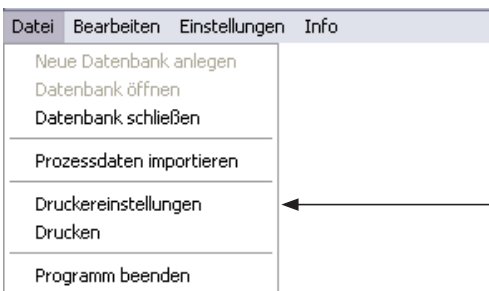 Datei Bearbeiten Einstellungen Info
Neue Datenbank anlegen
Datenbank öffnen
Datenbank schließen
Prozessdaten importieren
Druckereinstellungen
Drucken
Programm beenden